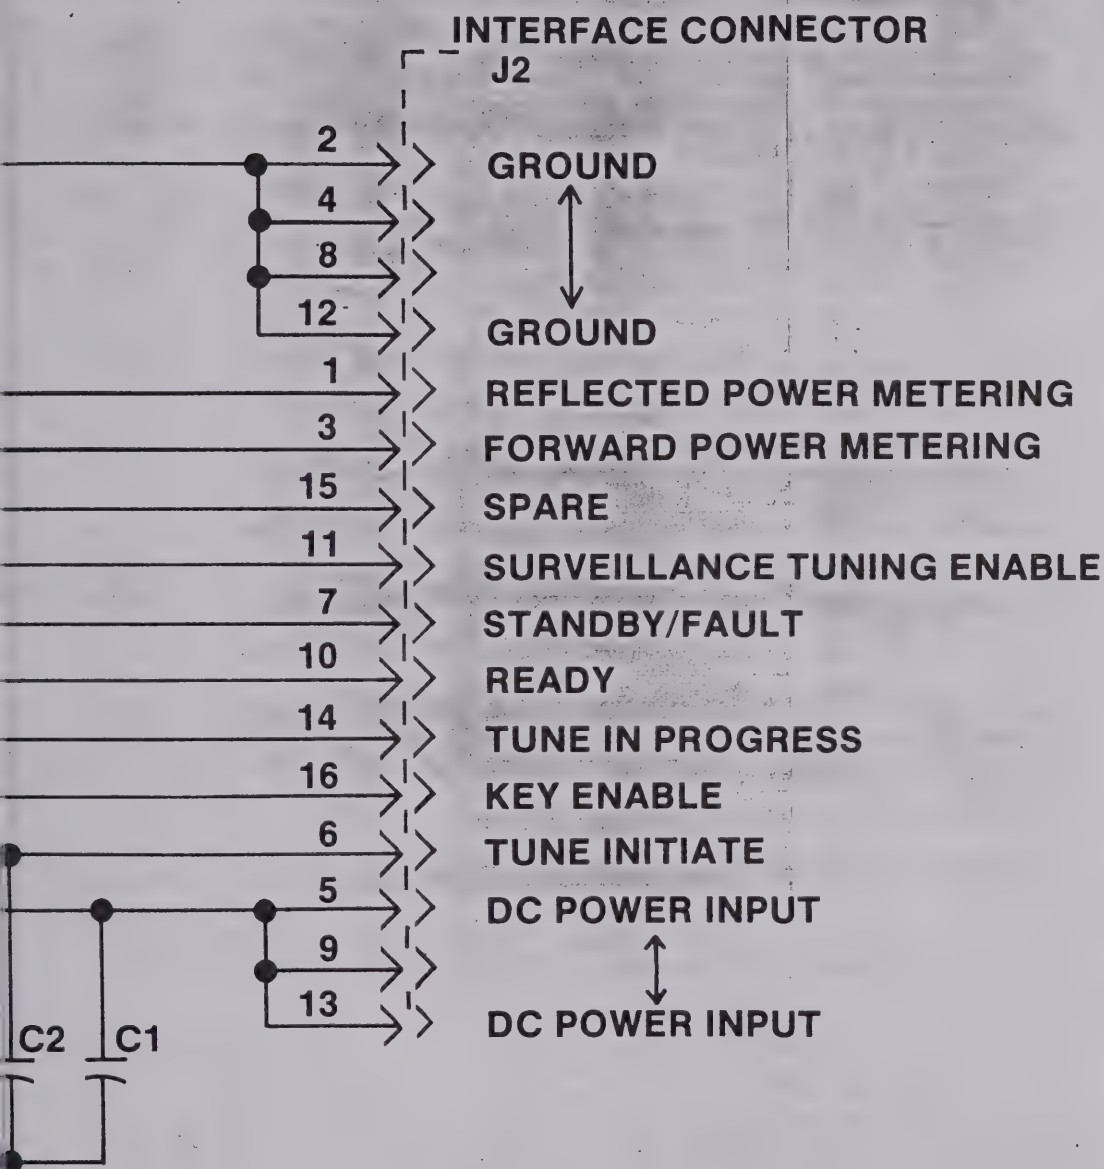 INTERFACE CONNECTOR
J2
2 GROUND
4
8
12 GROUND
1 REFLECTED POWER METERING
3 FORWARD POWER METERING
15 SPARE
11 SURVEILLANCE TUNING ENABLE
7 STANDBY/FAULT
10 READY
14 TUNE IN PROGRESS
16 KEY ENABLE
6 TUNE INITIATE
5 DC POWER INPUT
9
13 DC POWER INPUT
C2 C1